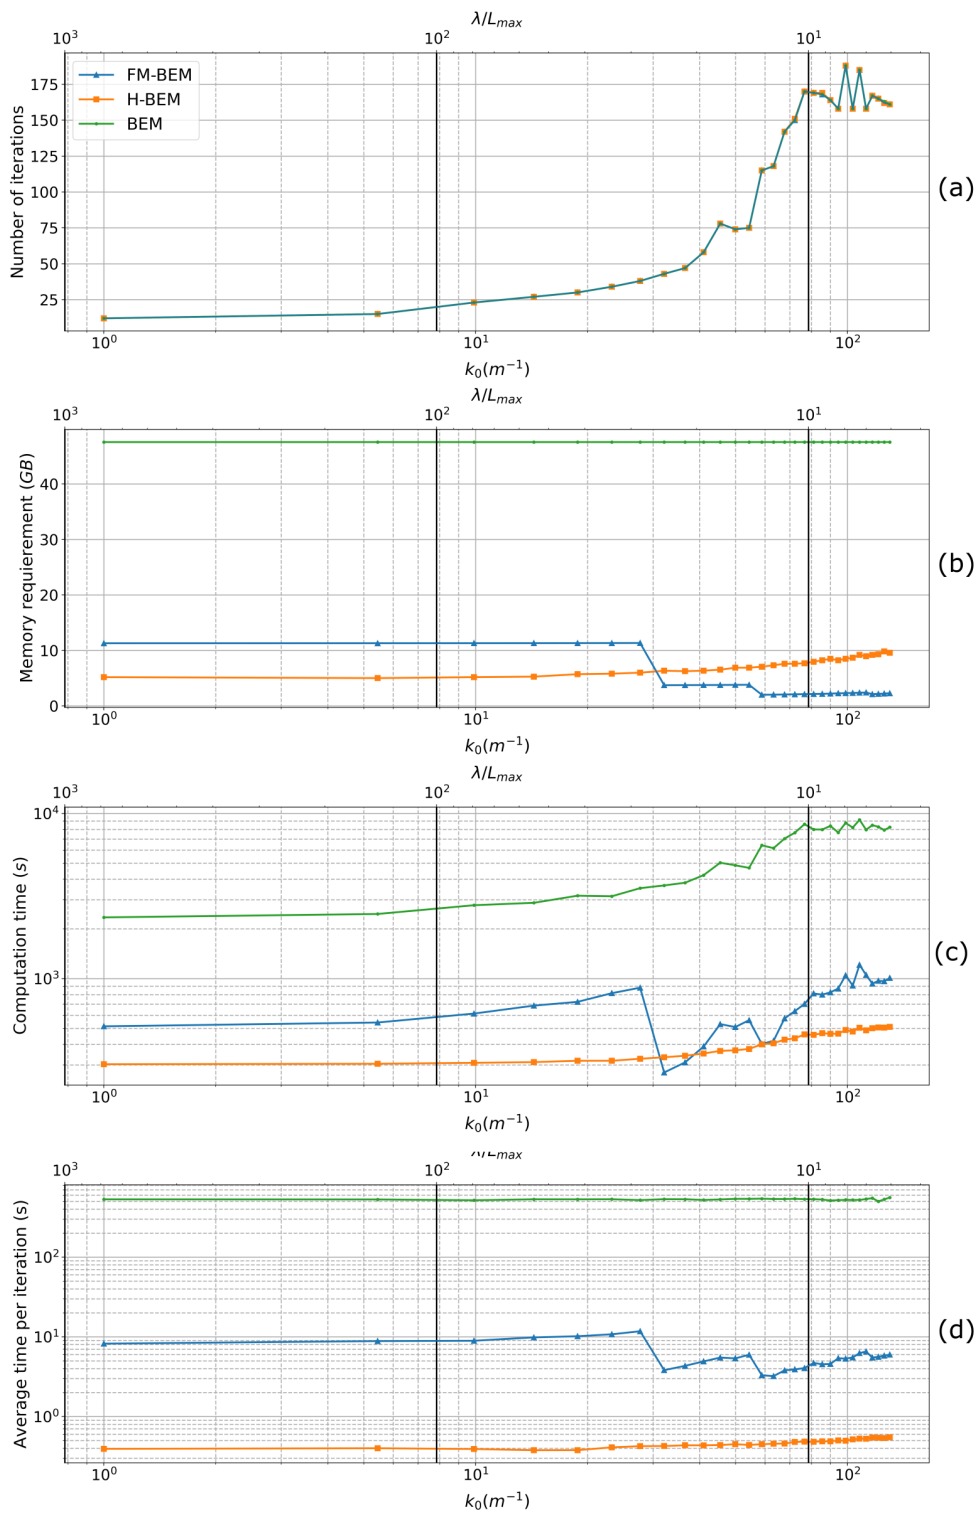 λ/L_max
10³ 10² 10¹
FM-BEM
H-BEM
BEM
175
150
125
100
75
50
25
Number of iterations
(a)
10⁰ 10¹ 10²
k₀(m⁻¹)
λ/L_max
10³ 10² 10¹
40
30
20
10
0
Memory requierement (GB)
(b)
10⁰ 10¹ 10²
k₀(m⁻¹)
λ/L_max
10³ 10² 10¹
10⁴
10³
Computation time (s)
(c)
10⁰ 10¹ 10²
k₀(m⁻¹)
λ/L_max
10³ 10² 10¹
10²
10¹
10⁰
Average time per iteration (s)
(d)
10⁰ 10¹ 10²
k₀(m⁻¹)